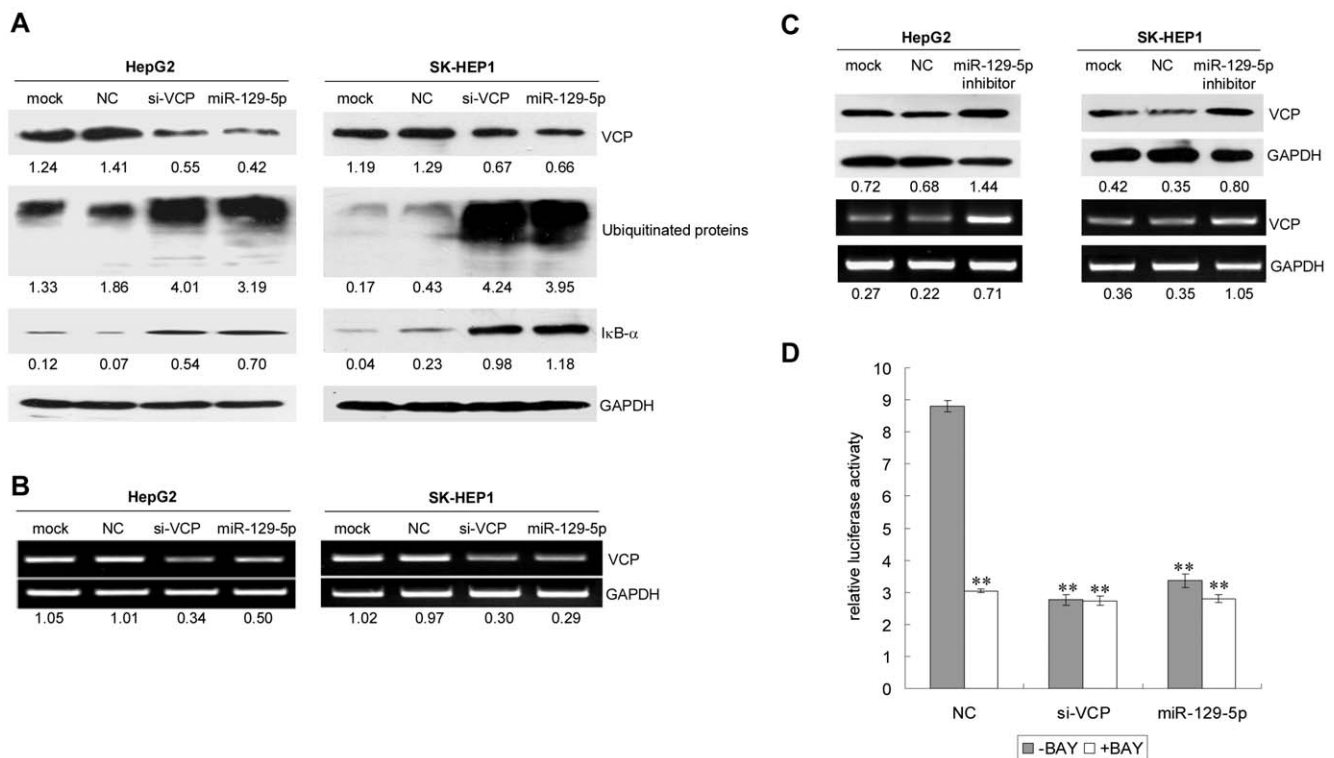 A
HepG2
SK-HEP1
mock NC si-VCP miR-129-5p
mock NC si-VCP miR-129-5p
VCP
1.24 1.41 0.55 0.42
1.19 1.29 0.67 0.66
Ubiquitinated proteins
1.33 1.86 4.01 3.19
0.17 0.43 4.24 3.95
IκB-α
0.12 0.07 0.54 0.70
0.04 0.23 0.98 1.18
GAPDH
B
HepG2
SK-HEP1
mock NC si-VCP miR-129-5p
mock NC si-VCP miR-129-5p
VCP
GAPDH
1.05 1.01 0.34 0.50
1.02 0.97 0.30 0.29
C
HepG2
SK-HEP1
mock NC miR-129-5p
inhibitor
mock NC miR-129-5p
inhibitor
VCP
GAPDH
0.72 0.68 1.44
0.42 0.35 0.80
VCP
GAPDH
0.27 0.22 0.71
0.36 0.35 1.05
D
relative luciferase activaty
10
9
8
7
6
5
4
3
2
1
0
**
** **
** **
NC si-VCP miR-129-5p
-BAY +BAY